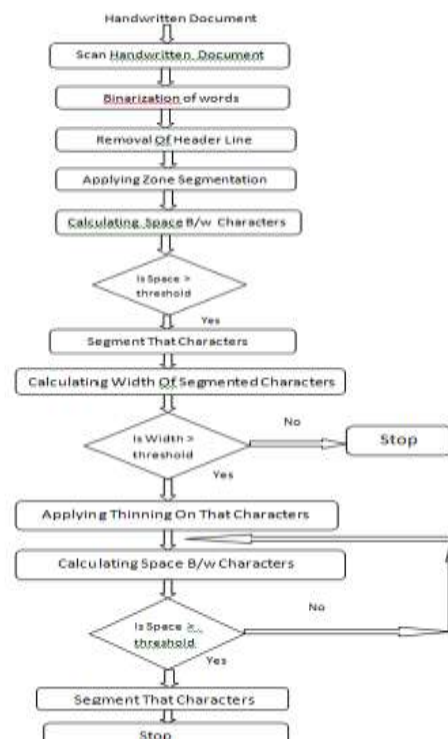 Handwritten Document
Scan Handwritten Document
Binarization of words
Removal Of Header Line
Applying Zone Segmentation
Calculating Space B/w Characters
Is Space >
threshold
Yes
Segment That Characters
Calculating Width Of Segmented Characters
Is Width >
threshold
No
Stop
Yes
Applying Thinning On That Characters
Calculating Space B/w Characters
Is Space ≥
threshold
No
Yes
Segment That Characters
Stop